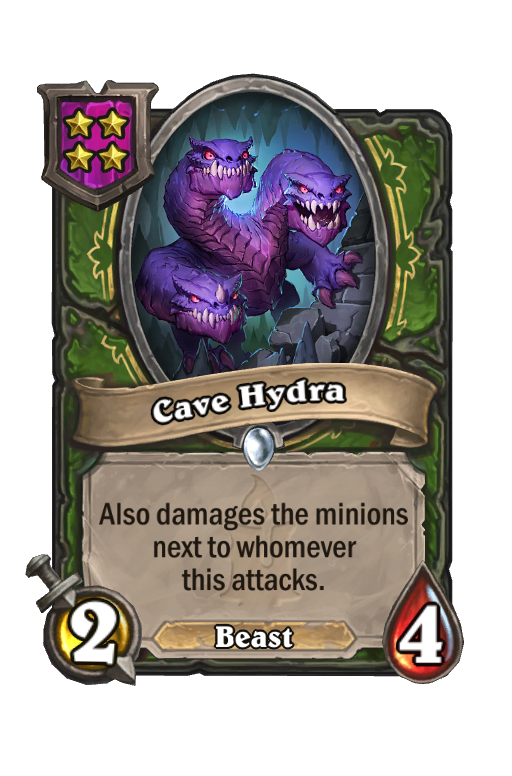 Cave Hydra
Also damages the minions
next to whomever
this attacks.
2
Beast
4